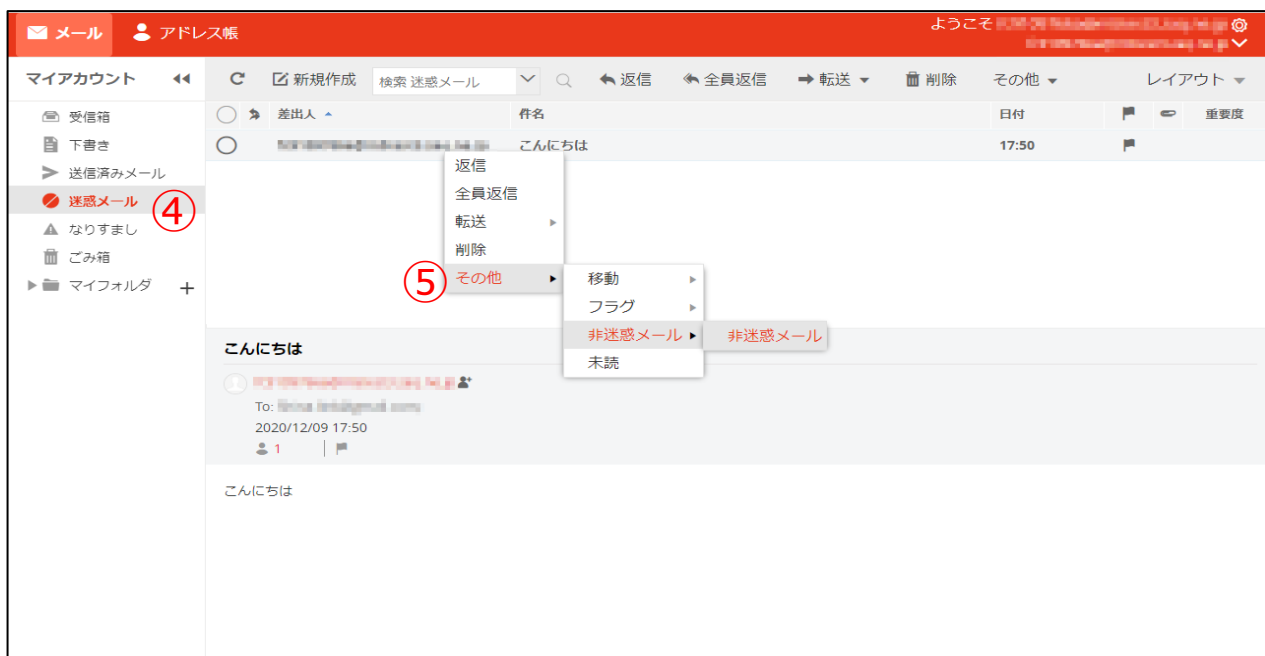 メール アドレス帳 ようこそ
マイアカウント 新規作成 検索 迷惑メール 返信 全員返信 転送 削除 その他 レイアウト
受信箱
下書き
送信済みメール
迷惑メール
④
なりすまし
ごみ箱
マイフォルダ +
差出人 件名 日付 重要度
こんにちは 17:50
返信
全員返信
転送
削除
⑤
その他
移動
フラグ
非迷惑メール 非迷惑メール
未読
こんにちは
To:
2020/12/09 17:50
1
こんにちは